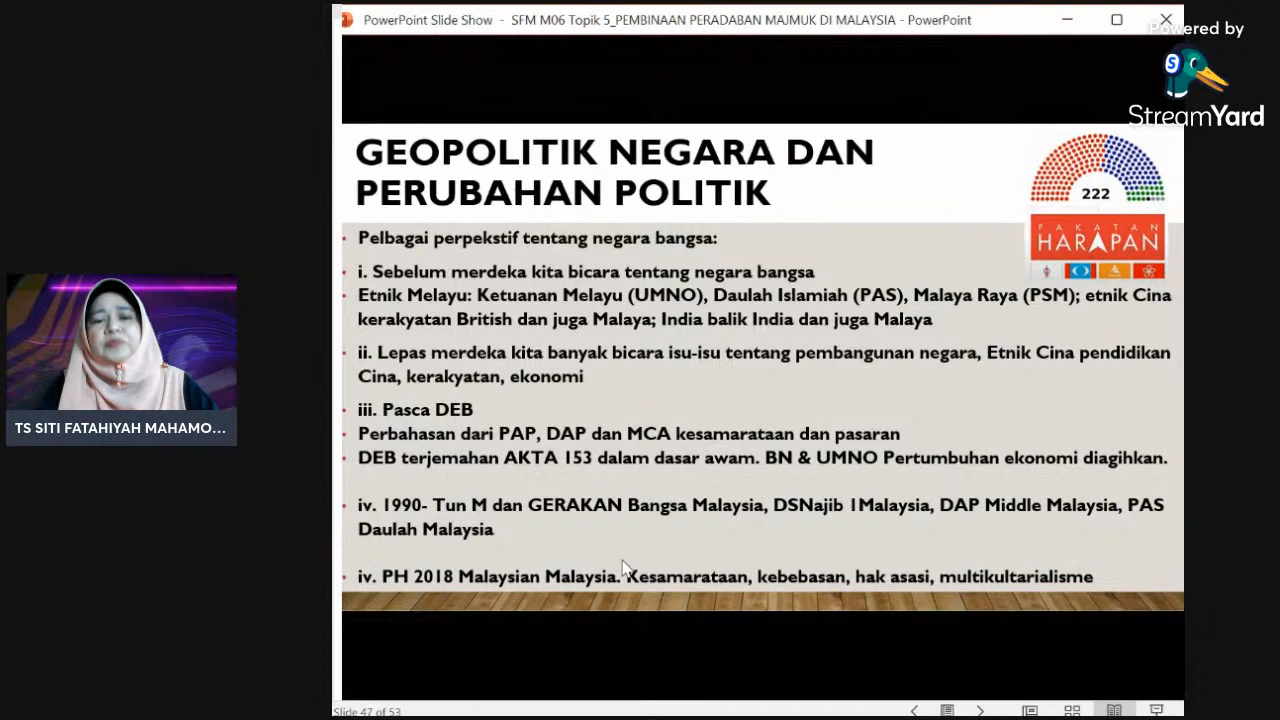 PowerPoint Slide Show - SFM M06 Topik 5_PEMBINAAN PERADABAN MAJMUK DI MALAYSIA - PowerPoint
Powered by
StreamYard
GEOPOLITIK NEGARA DAN
PERUBAHAN POLITIK
222
PAKATAN
HARAPAN
Pelbagai perpekstif tentang negara bangsa:
i. Sebelum merdeka kita bicara tentang negara bangsa
Etnik Melayu: Ketuanan Melayu (UMNO), Daulah Islamiah (PAS), Malaya Raya (PSM); etnik Cina
kerakyatan British dan juga Malaya; India balik India dan juga Malaya
ii. Lepas merdeka kita banyak bicara isu-isu tentang pembangunan negara, Etnik Cina pendidikan
Cina, kerakyatan, ekonomi
iii. Pasca DEB
Perbahasan dari PAP, DAP dan MCA kesamarataan dan pasaran
DEB terjemahan AKTA 153 dalam dasar awam. BN & UMNO Pertumbuhan ekonomi diagihkan.
iv. 1990- Tun M dan GERAKAN Bangsa Malaysia, DSNajib 1Malaysia, DAP Middle Malaysia, PAS
Daulah Malaysia
iv. PH 2018 Malaysian Malaysia. Kesamarataan, kebebasan, hak asasi, multikultarialisme
TS SITI FATAHIYAH MAHAMO...
Slide 47 of 53